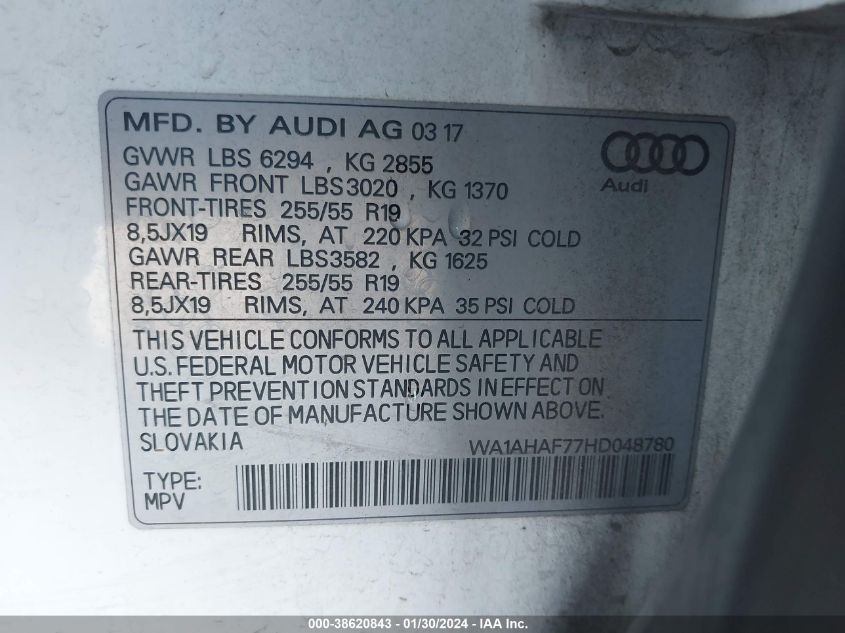 MFD. BY AUDI AG 03 17
GVWR LBS 6294 , KG 2855
GAWR FRONT LBS3020 , KG 1370
FRONT-TIRES 255/55 R19
8,5JX19 RIMS, AT 220 KPA 32 PSI COLD
GAWR REAR LBS3582 , KG 1625
REAR-TIRES 255/55 R19
8,5JX19 RIMS, AT 240 KPA 35 PSI COLD
Audi
THIS VEHICLE CONFORMS TO ALL APPLICABLE
U.S. FEDERAL MOTOR VEHICLE SAFETY AND
THEFT PREVENTION STANDARDS IN EFFECT ON
THE DATE OF MANUFACTURE SHOWN ABOVE.
SLOVAKIA WA1AHAF77HD048780
TYPE:
MPV
000-38620843 - 01/30/2024 - IAA Inc.